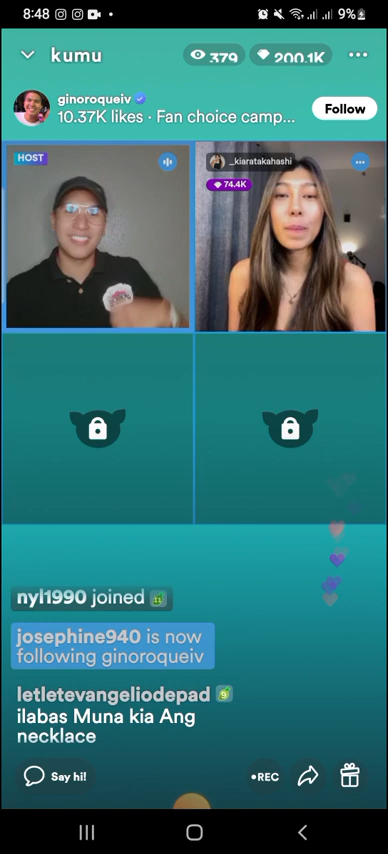 8:48
9%
kumu
379
200.1K
ginoroqueiv
10.37K likes · Fan choice camp...
Follow
HOST
_kiaratakahashi
74.4K
nyl1990 joined
josephine940 is now
following ginoroqueiv
letletevangeliodepad 9
ilabas Muna kia Ang
necklace
Say hi!
•REC